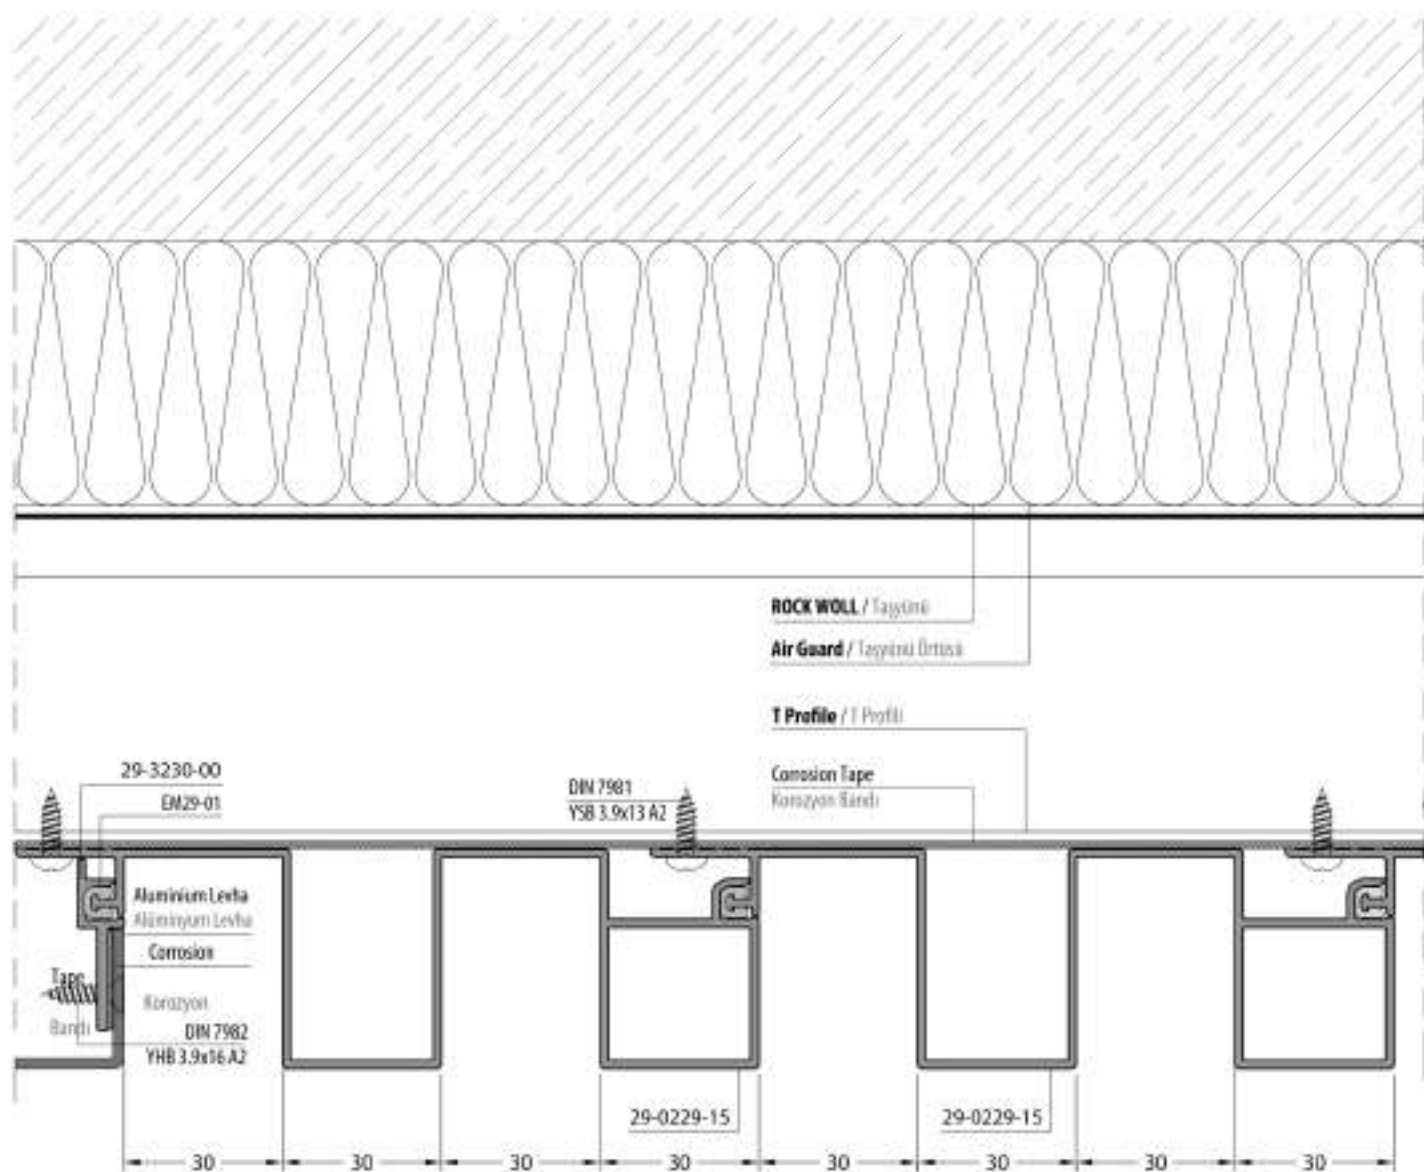 ROCK WOLL / Taşyünü
Air Guard / Taşyünü Örtüsü
T Profile / T Profili
29-3230-00
EM29-01
DIN 7981
YSB 3.9x13 A2
Corrosion Tape
Korozyon Bandı
Aluminium Levha
Alüminyum Levha
Corrosion
Tape
Korozyon
Bandı
DIN 7982
YHB 3.9x16 A2
29-0229-15
29-0229-15
30
30
30
30
30
30
30
30